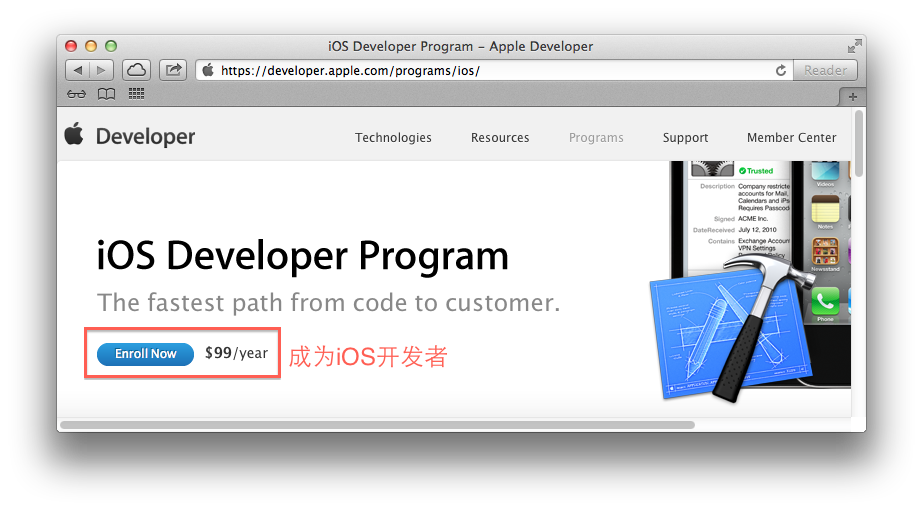 iOS Developer Program – Apple Developer
https://developer.apple.com/programs/ios/
Reader
Developer
Technologies
Resources
Programs
Support
Member Center
Trusted
Description Company restricte
accounts for Mail,
Calendars and iPs
Requires Passcod
Signed ACME Inc.
DateReceived July 12, 2010
Contains Exchange Account
VPN Settings
Videos
Notes
Newsstand
Phone
iOS Developer Program
The fastest path from code to customer.
Enroll Now $99/year 成为iOS开发者